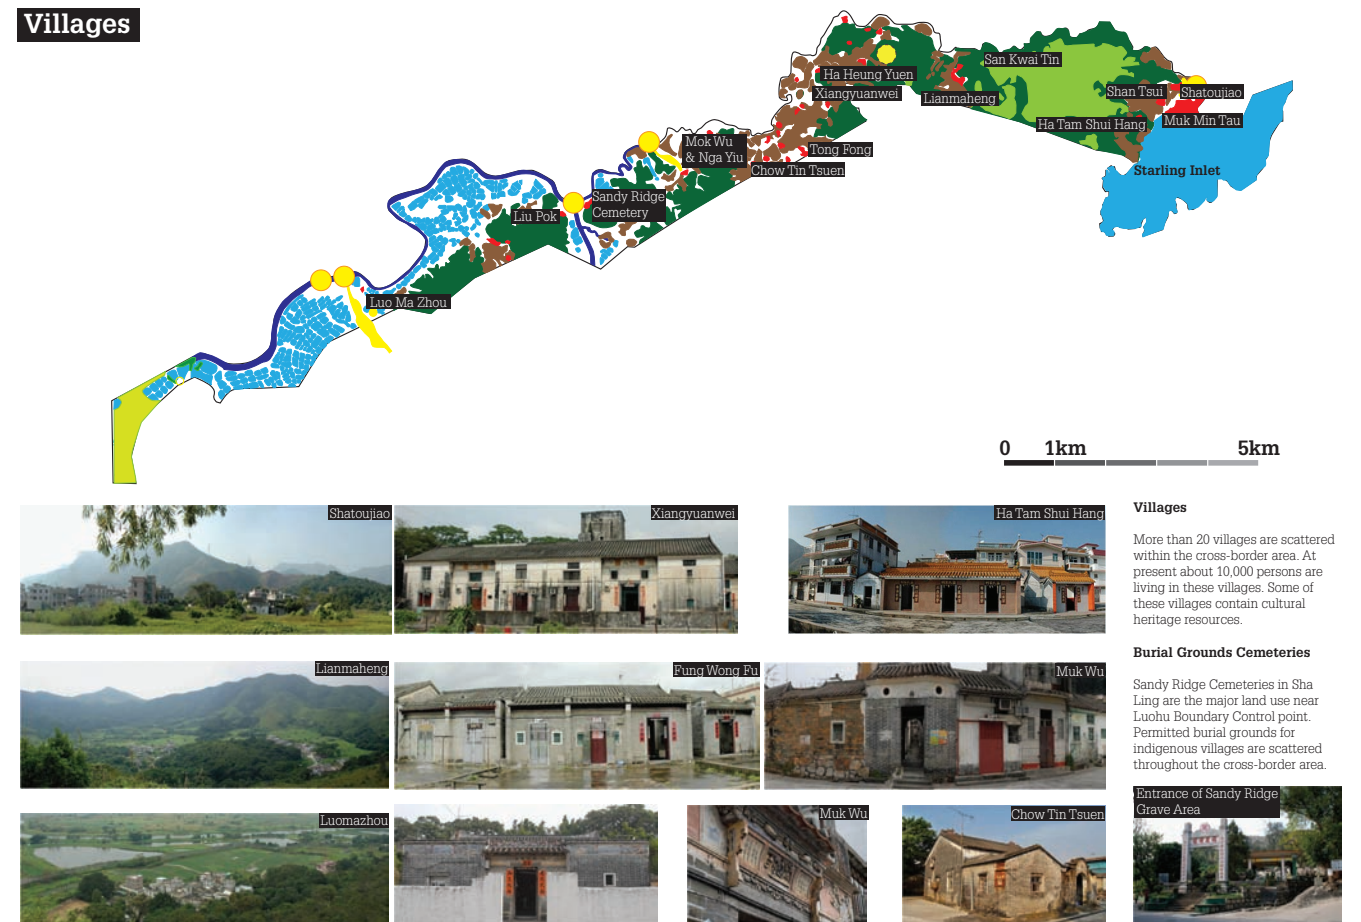 Villages
Ha Heung Yuen
Xiangyuanwei
Lianmaheng
San Kwai Tin
Shan Tsui
Shatoujiao
Ha Tam Shui Hang
Muk Min Tau
Mok Wu
& Nga Yiu
Tong Fong
Chow Tin Tsuen
Starling Inlet
Sandy Ridge
Cemetery
Liu Pok
Luo Ma Zhou
0 1km 5km
Shatoujiao
Xiangyuanwei
Ha Tam Shui Hang
Lianmaheng
Fung Wong Fu
Muk Wu
Luomazhou
Muk Wu
Chow Tin Tsuen
Villages
More than 20 villages are scattered
within the cross-border area. At
present about 10,000 persons are
living in these villages. Some of
these villages contain cultural
heritage resources.
Burial Grounds Cemeteries
Sandy Ridge Cemeteries in Sha
Ling are the major land use near
Luohu Boundary Control point.
Permitted burial grounds for
indigenous villages are scattered
throughout the cross-border area.
Entrance of Sandy Ridge
Grave Area